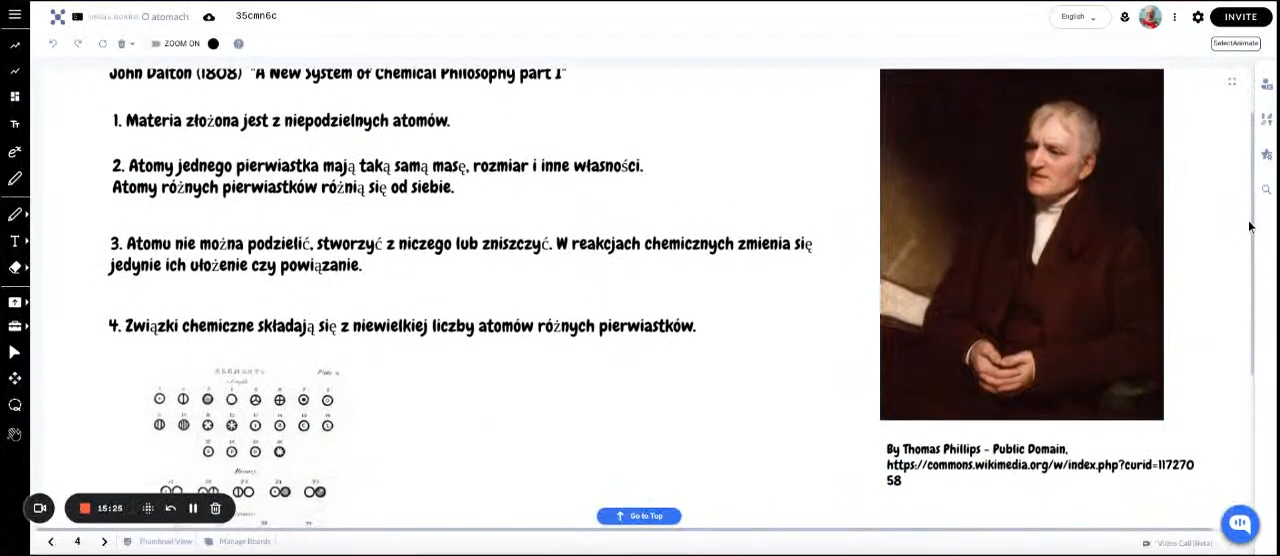 O atomach
35cmn6c
English
INVITE
ZOOM ON
SelectAnimate
John Dalton (1808) "A New System of Chemical Philosophy part I"
1. Materia złożona jest z niepodzielnych atomów.
2. Atomy jednego pierwiastka mają taką samą masę, rozmiar i inne własności.
Atomy różnych pierwiastków różnią się od siebie.
3. Atomu nie można podzielić, stworzyć z niczego lub zniszczyć. W reakcjach chemicznych zmienia się
jedynie ich ułożenie czy powiązanie.
4. Związki chemiczne składają się z niewielkiej liczby atomów różnych pierwiastków.
By Thomas Phillips - Public Domain,
https://commons.wikimedia.org/w/index.php?curid=117270
58
15:25
Go to Top
4
Thumbnail View
Manage Boards
Video Call (Beta)